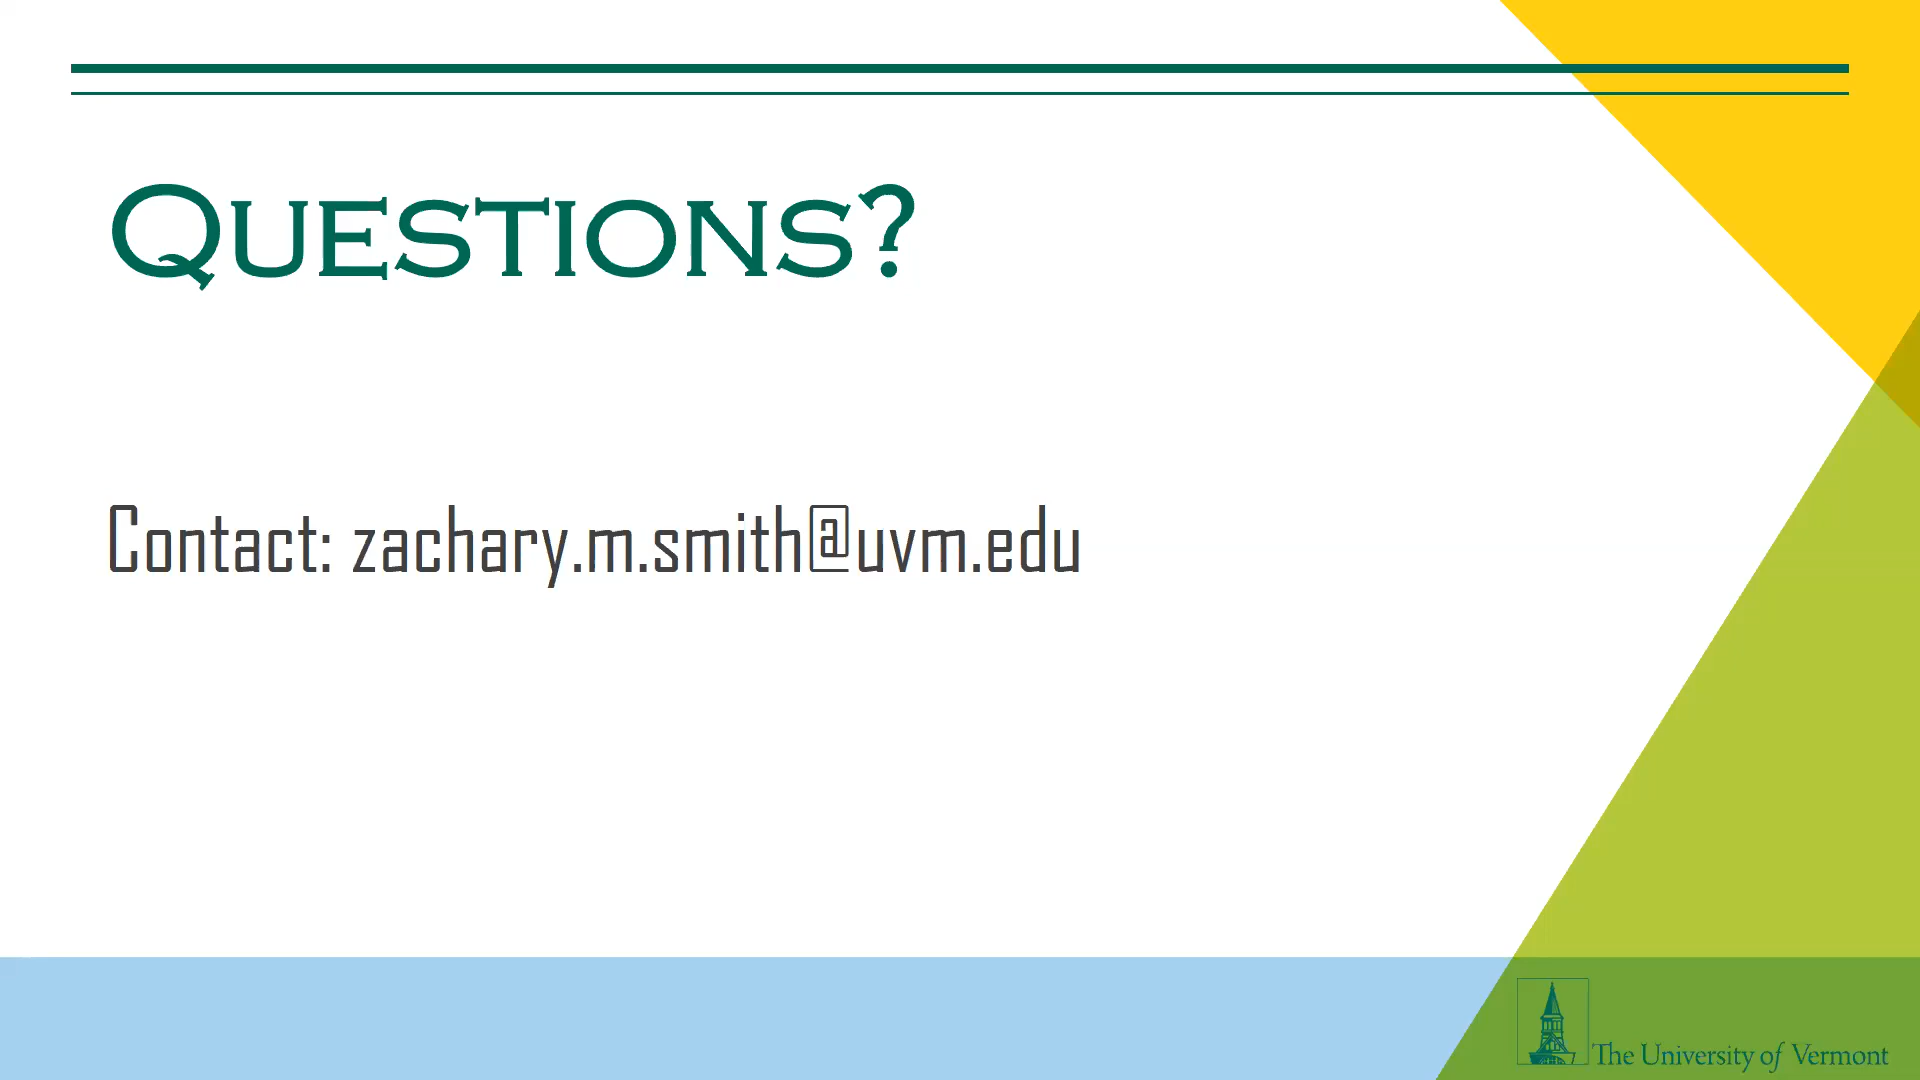 Questions?
Contact: zachary.m.smith@uvm.edu
The University of Vermont